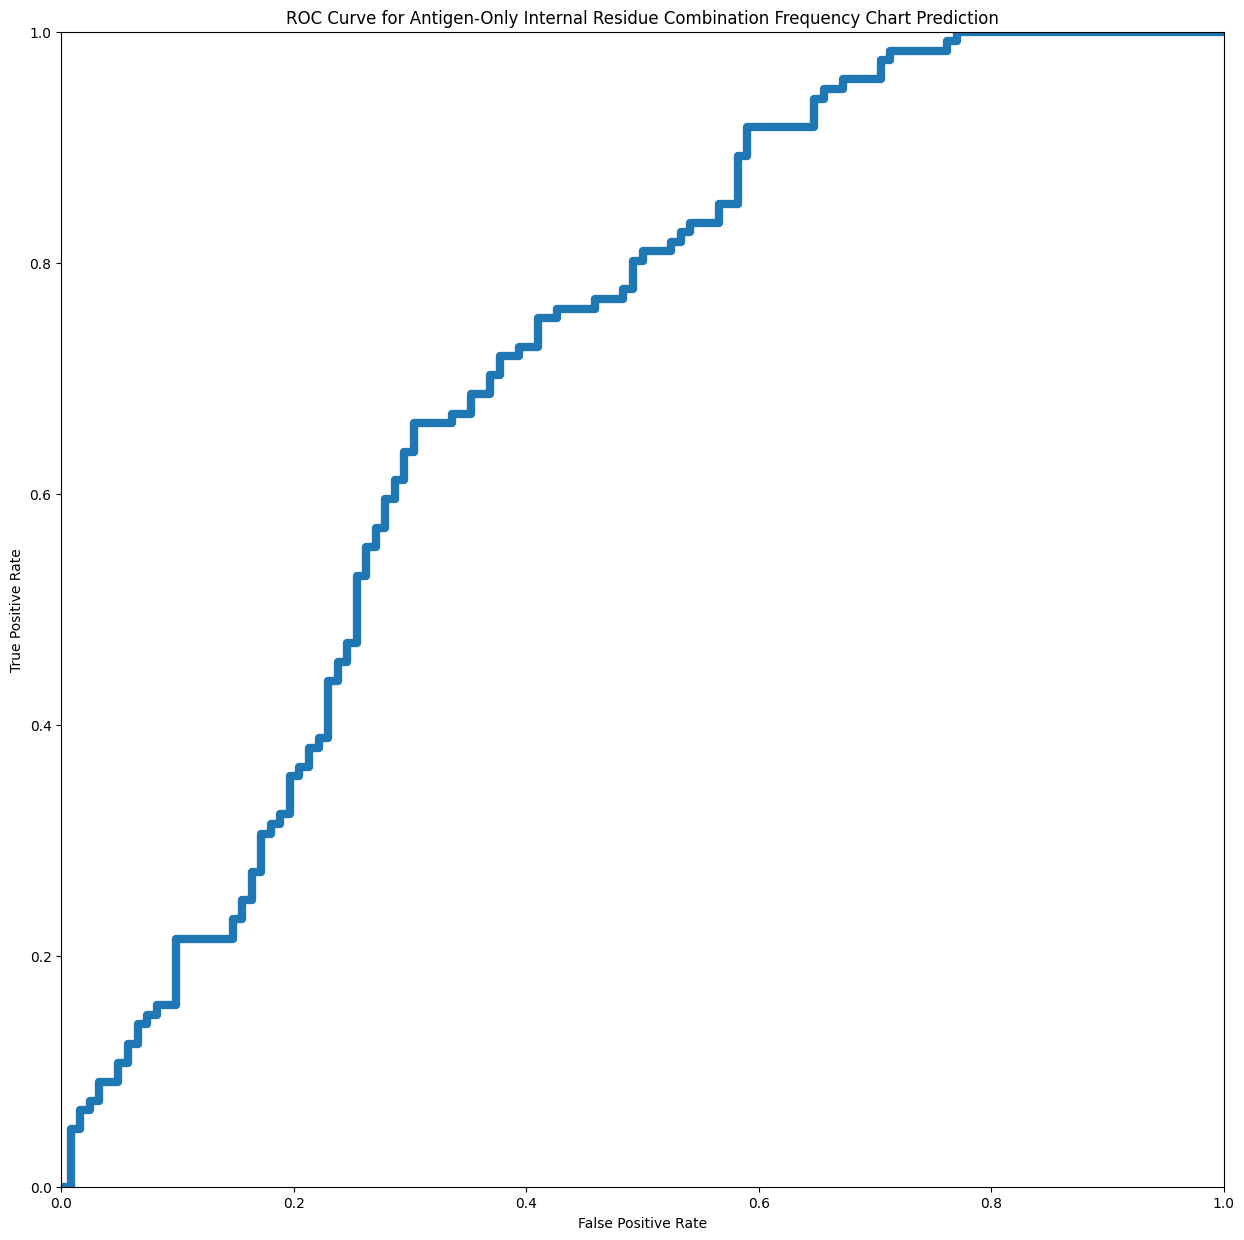 ROC Curve for Antigen-Only Internal Residue Combination Frequency Chart Prediction
1.0
0.8
0.6
0.4
0.2
0.0
True Positive Rate
0.0 0.2 0.4 0.6 0.8 1.0
False Positive Rate